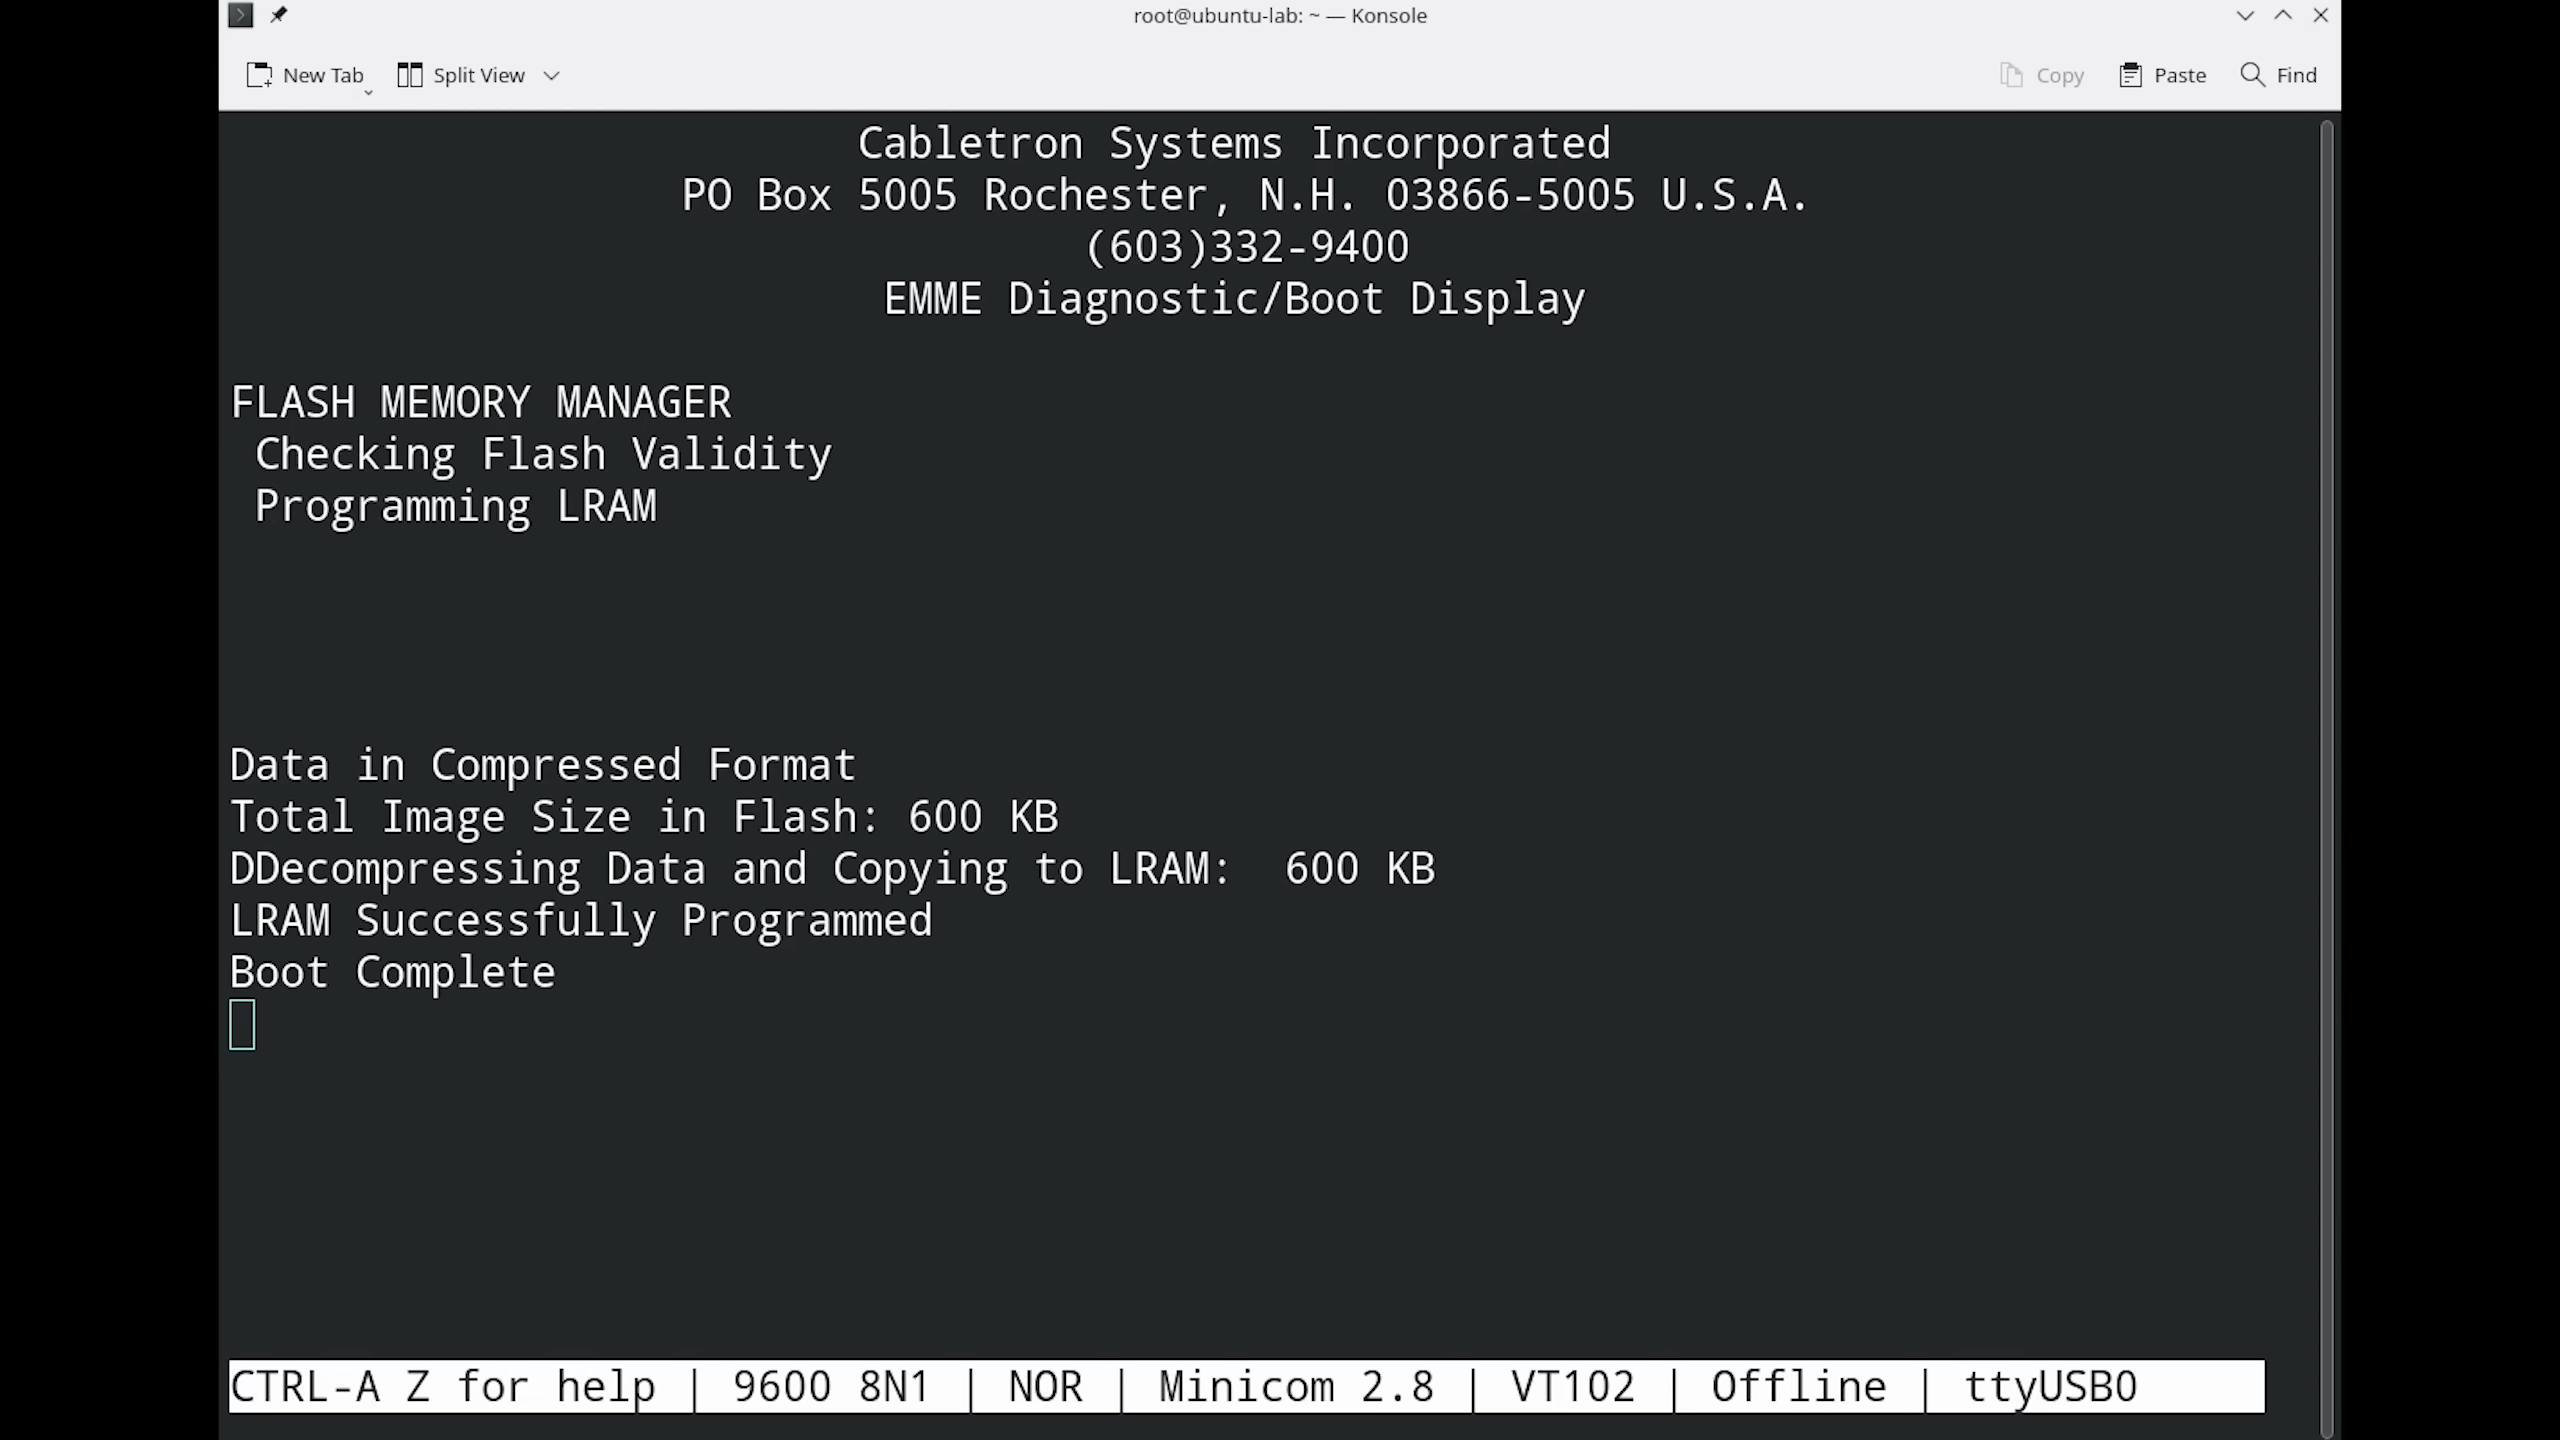 root@ubuntu-lab: ~ — Konsole
New Tab Split View Copy Paste Find
Cabletron Systems Incorporated
PO Box 5005 Rochester, N.H. 03866-5005 U.S.A.
(603)332-9400
EMME Diagnostic/Boot Display
FLASH MEMORY MANAGER
Checking Flash Validity
Programming LRAM
Data in Compressed Format
Total Image Size in Flash: 600 KB
DDecompressing Data and Copying to LRAM:  600 KB
LRAM Successfully Programmed
Boot Complete
CTRL-A Z for help | 9600 8N1 | NOR | Minicom 2.8 | VT102 | Offline | ttyUSB0